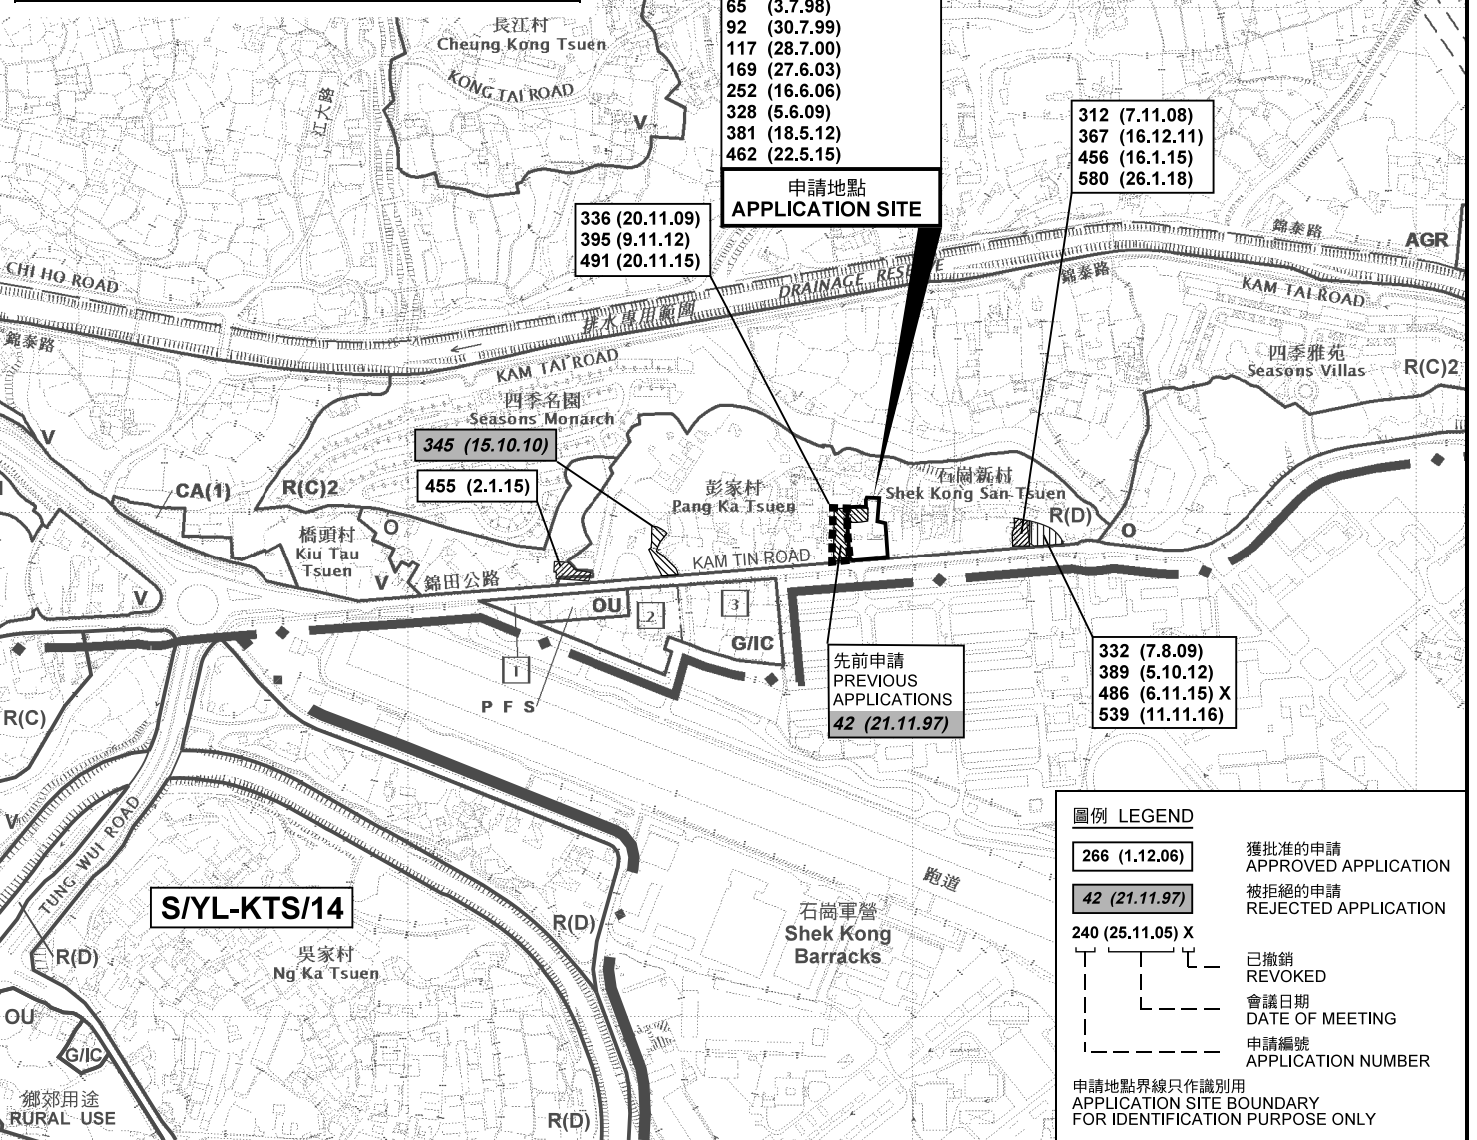 65 (3.7.98)
92 (30.7.99)
117 (28.7.00)
169 (27.6.03)
252 (16.6.06)
328 (5.6.09)
381 (18.5.12)
462 (22.5.15)
申請地點
APPLICATION SITE
長江村
Cheung Kong Tsuen
KONG TAI ROAD
江大路
V
312 (7.11.08)
367 (16.12.11)
456 (16.1.15)
580 (26.1.18)
336 (20.11.09)
395 (9.11.12)
491 (20.11.15)
錦泰路
AGR
CHI HO ROAD
DRAINAGE RESERVE
錦泰路
KAM TAI ROAD
排水專用範圍
錦泰路
KAM TAI ROAD
四季雅苑
Seasons Villas
R(C)2
四季名園
Seasons Monarch
345 (15.10.10)
V
455 (2.1.15)
CA(1)
R(C)2
彭家村
Pang Ka Tsuen
石崗新村
Shek Kong San Tsuen
R(D)
O
O
橋頭村
Kiu Tau
Tsuen
V
錦田公路
KAM TIN ROAD
V
OU
2
3
G/IC
1
P F S
先前申請
PREVIOUS
APPLICATIONS
42 (21.11.97)
332 (7.8.09)
389 (5.10.12)
486 (6.11.15) X
539 (11.11.16)
R(C)
V
TUNG WUI ROAD
S/YL-KTS/14
R(D)
吳家村
Ng Ka Tsuen
R(D)
跑道
石崗軍營
Shek Kong
Barracks
OU
G/IC
鄉郊用途
RURAL USE
R(D)
圖例 LEGEND
266 (1.12.06)
獲批准的申請
APPROVED APPLICATION
42 (21.11.97)
被拒絕的申請
REJECTED APPLICATION
240 (25.11.05) X
已撤銷
REVOKED
會議日期
DATE OF MEETING
申請編號
APPLICATION NUMBER
申請地點界線只作識別用
APPLICATION SITE BOUNDARY
FOR IDENTIFICATION PURPOSE ONLY